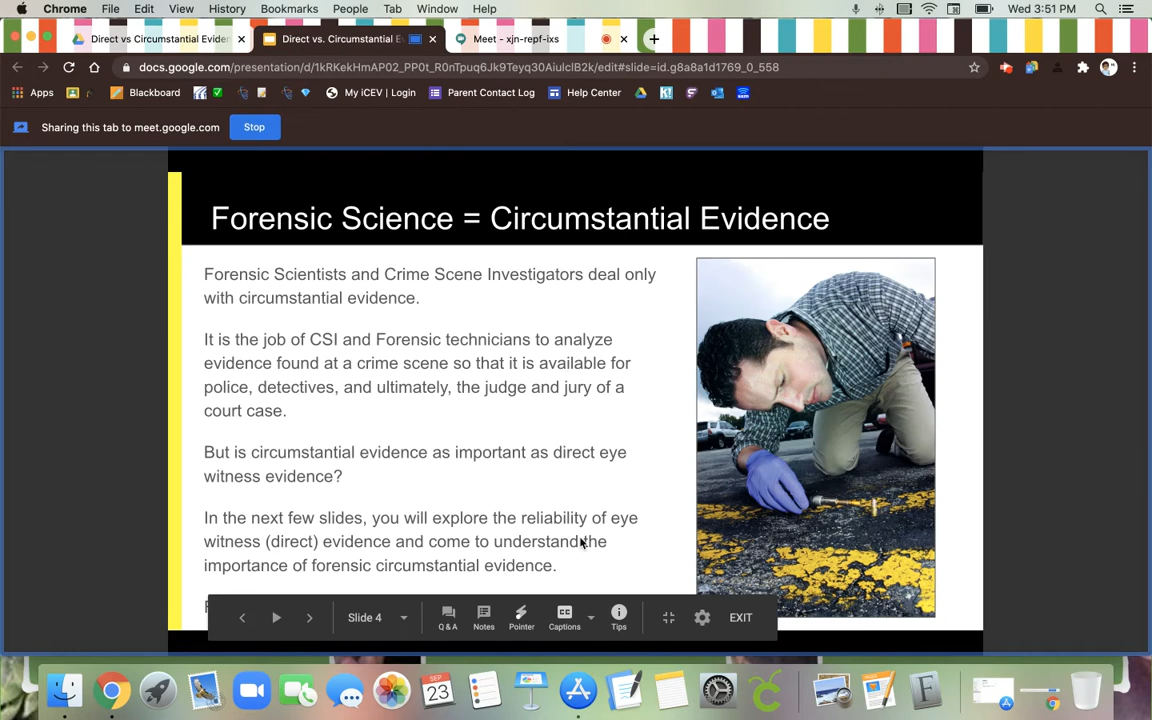 Chrome File Edit View History Bookmarks People Tab Window Help Wed 3:51 PM
Direct vs Circumstantial Eviden Direct vs. Circumstantial E Meet - xjn-repf-ixs
docs.google.com/presentation/d/1kRKekHmAP02_PP0t_R0nTpuq6Jk9Teyq30AiulclB2k/edit#slide=id.g8a8a1d1769_0_558
Apps Blackboard My iCEV | Login Parent Contact Log Help Center
Sharing this tab to meet.google.com Stop
Forensic Science = Circumstantial Evidence
Forensic Scientists and Crime Scene Investigators deal only
with circumstantial evidence.
It is the job of CSI and Forensic technicians to analyze
evidence found at a crime scene so that it is available for
police, detectives, and ultimately, the judge and jury of a
court case.
But is circumstantial evidence as important as direct eye
witness evidence?
In the next few slides, you will explore the reliability of eye
witness (direct) evidence and come to understand the
importance of forensic circumstantial evidence.
Slide 4 Q & A Notes Pointer Captions Tips EXIT
SEP
23